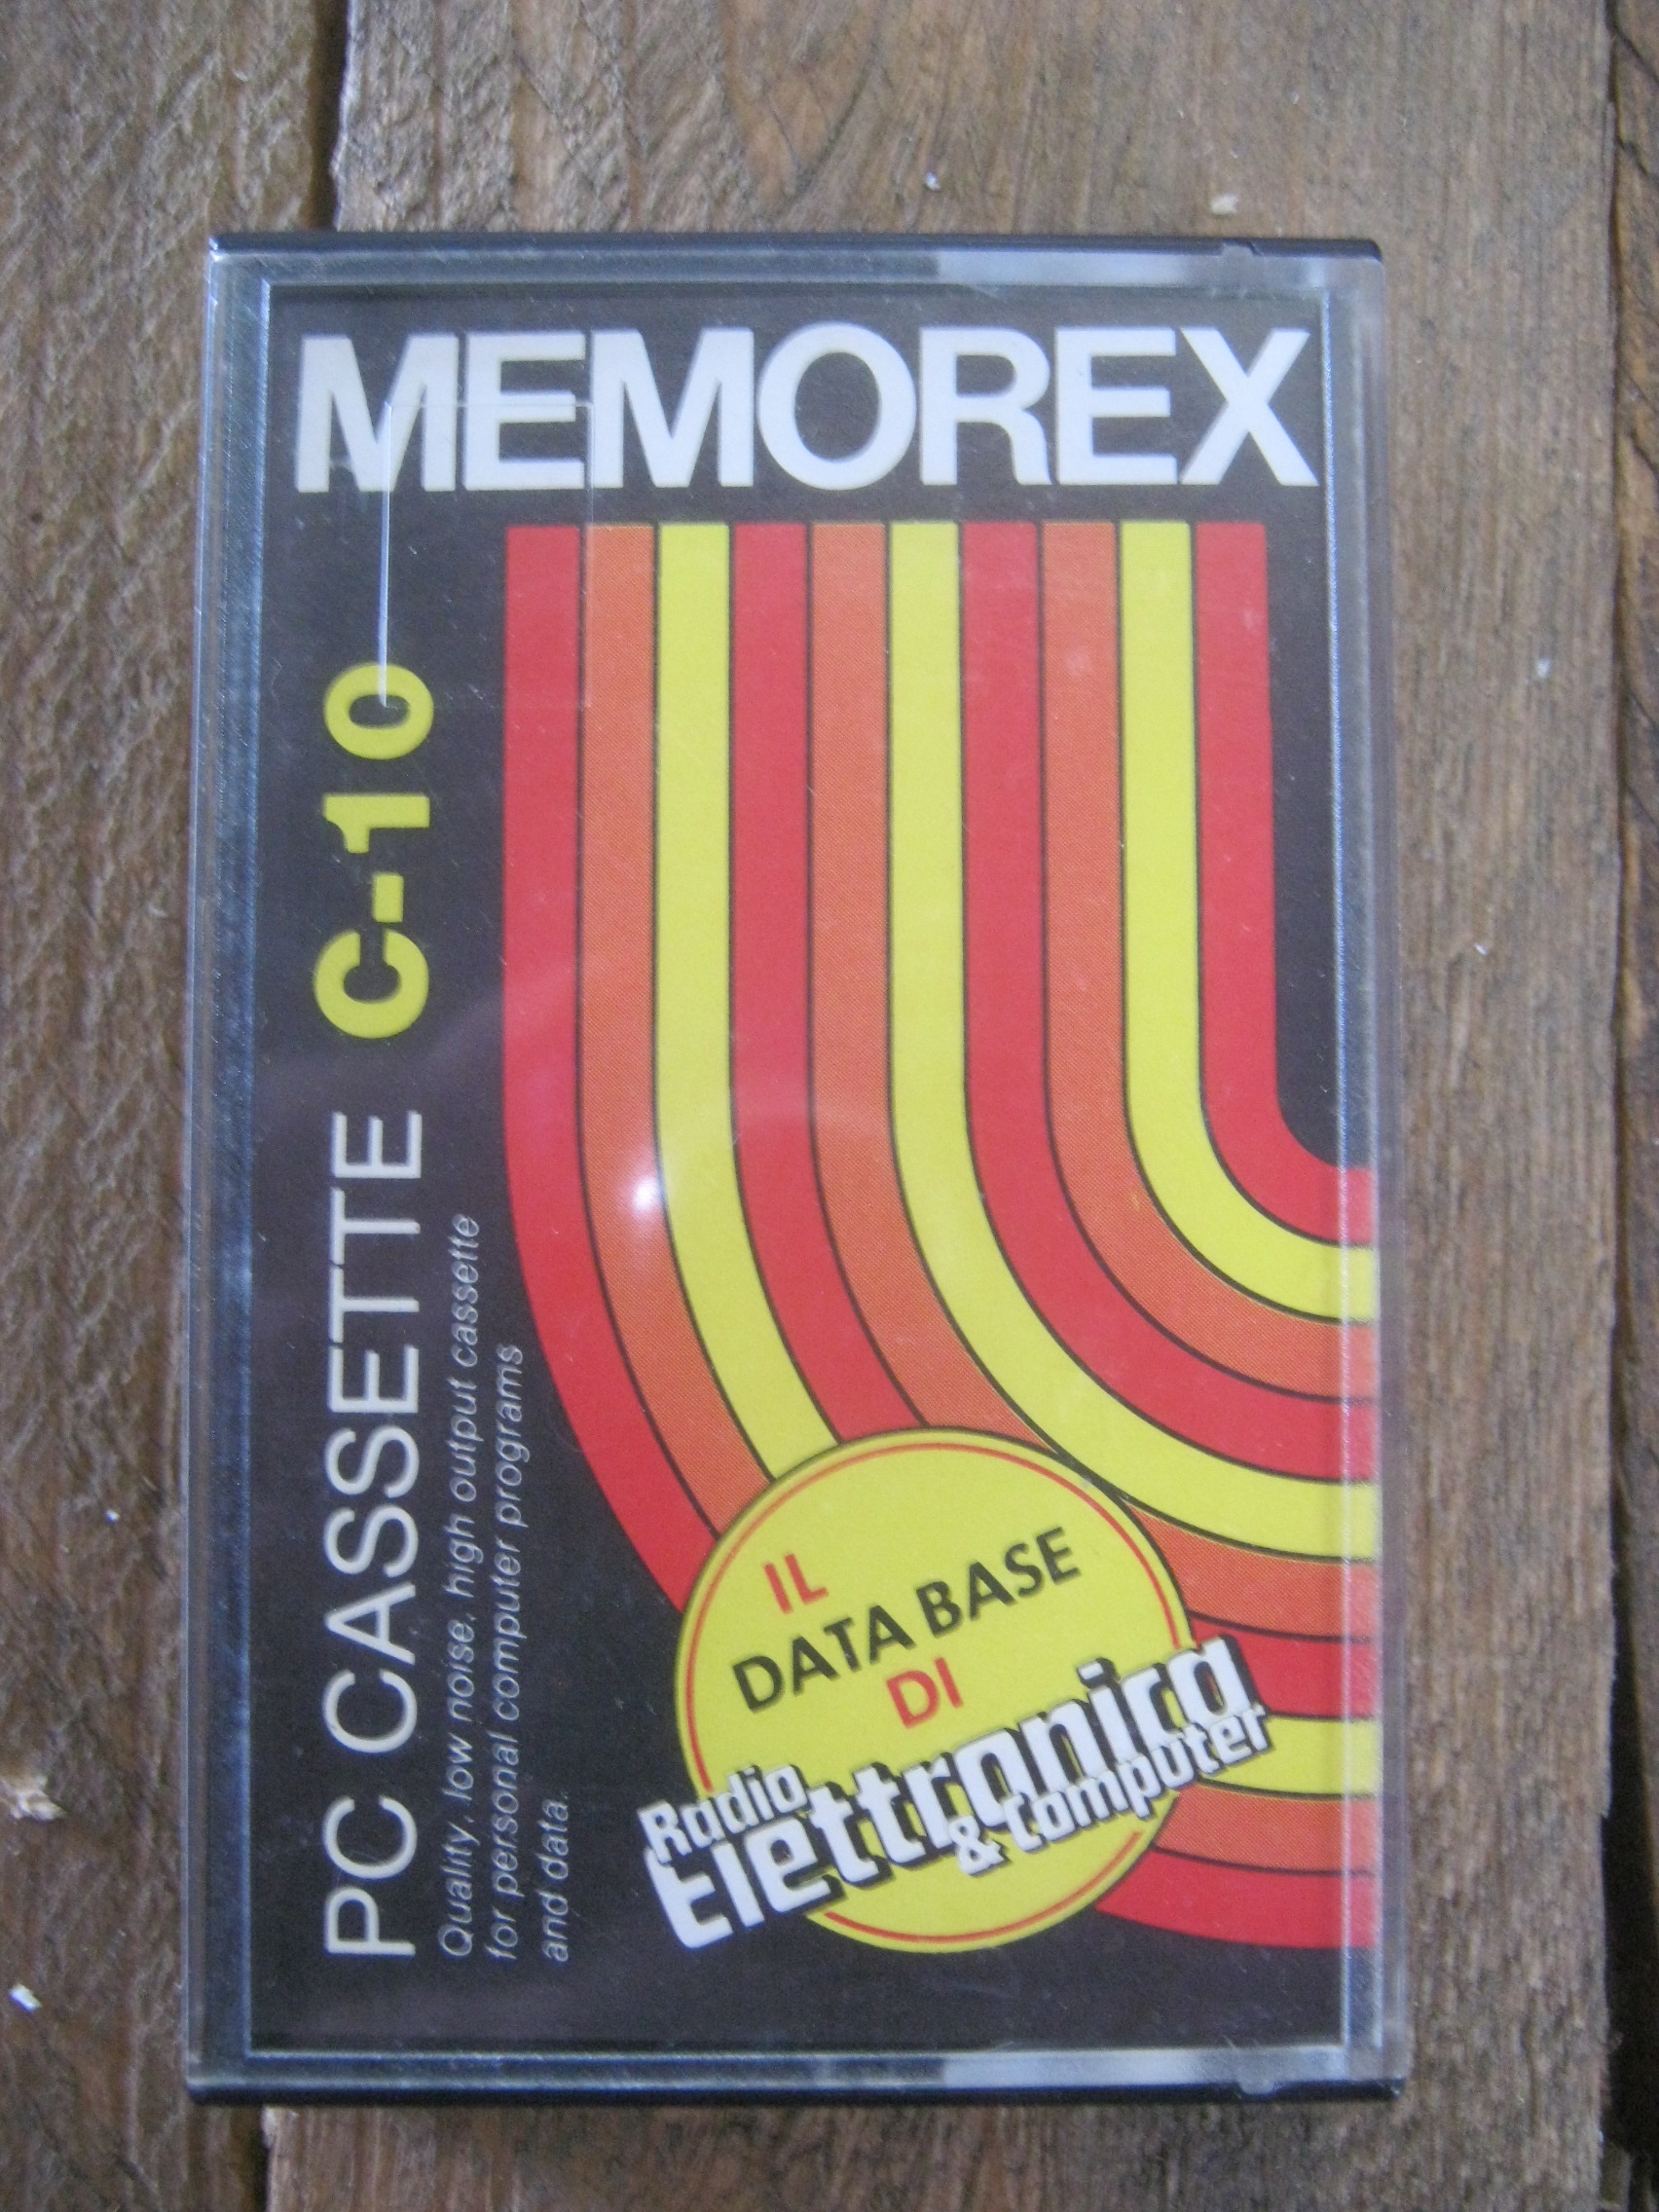 MEMOREX
PC CASSETTE C-10
Quality, low noise, high output cassette
for personal computer programs
and data.
IL
DATA BASE
DI
Radio
Elettronica
& Computer